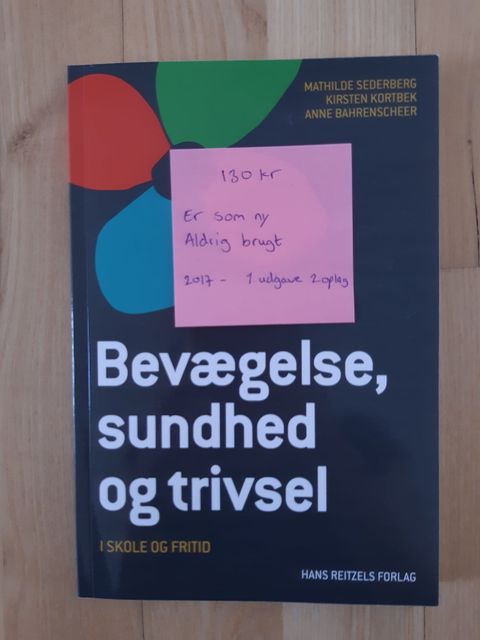 MATHILDE SEDERBERG
KIRSTEN KORTBEK
ANNE BAHRENSCHEER
130 kr
Er som ny
Aldrig brugt
2017 - 1 udgave 2 oplag
Bevægelse,
sundhed
og trivsel
I SKOLE OG FRITID
HANS REITZELS FORLAG